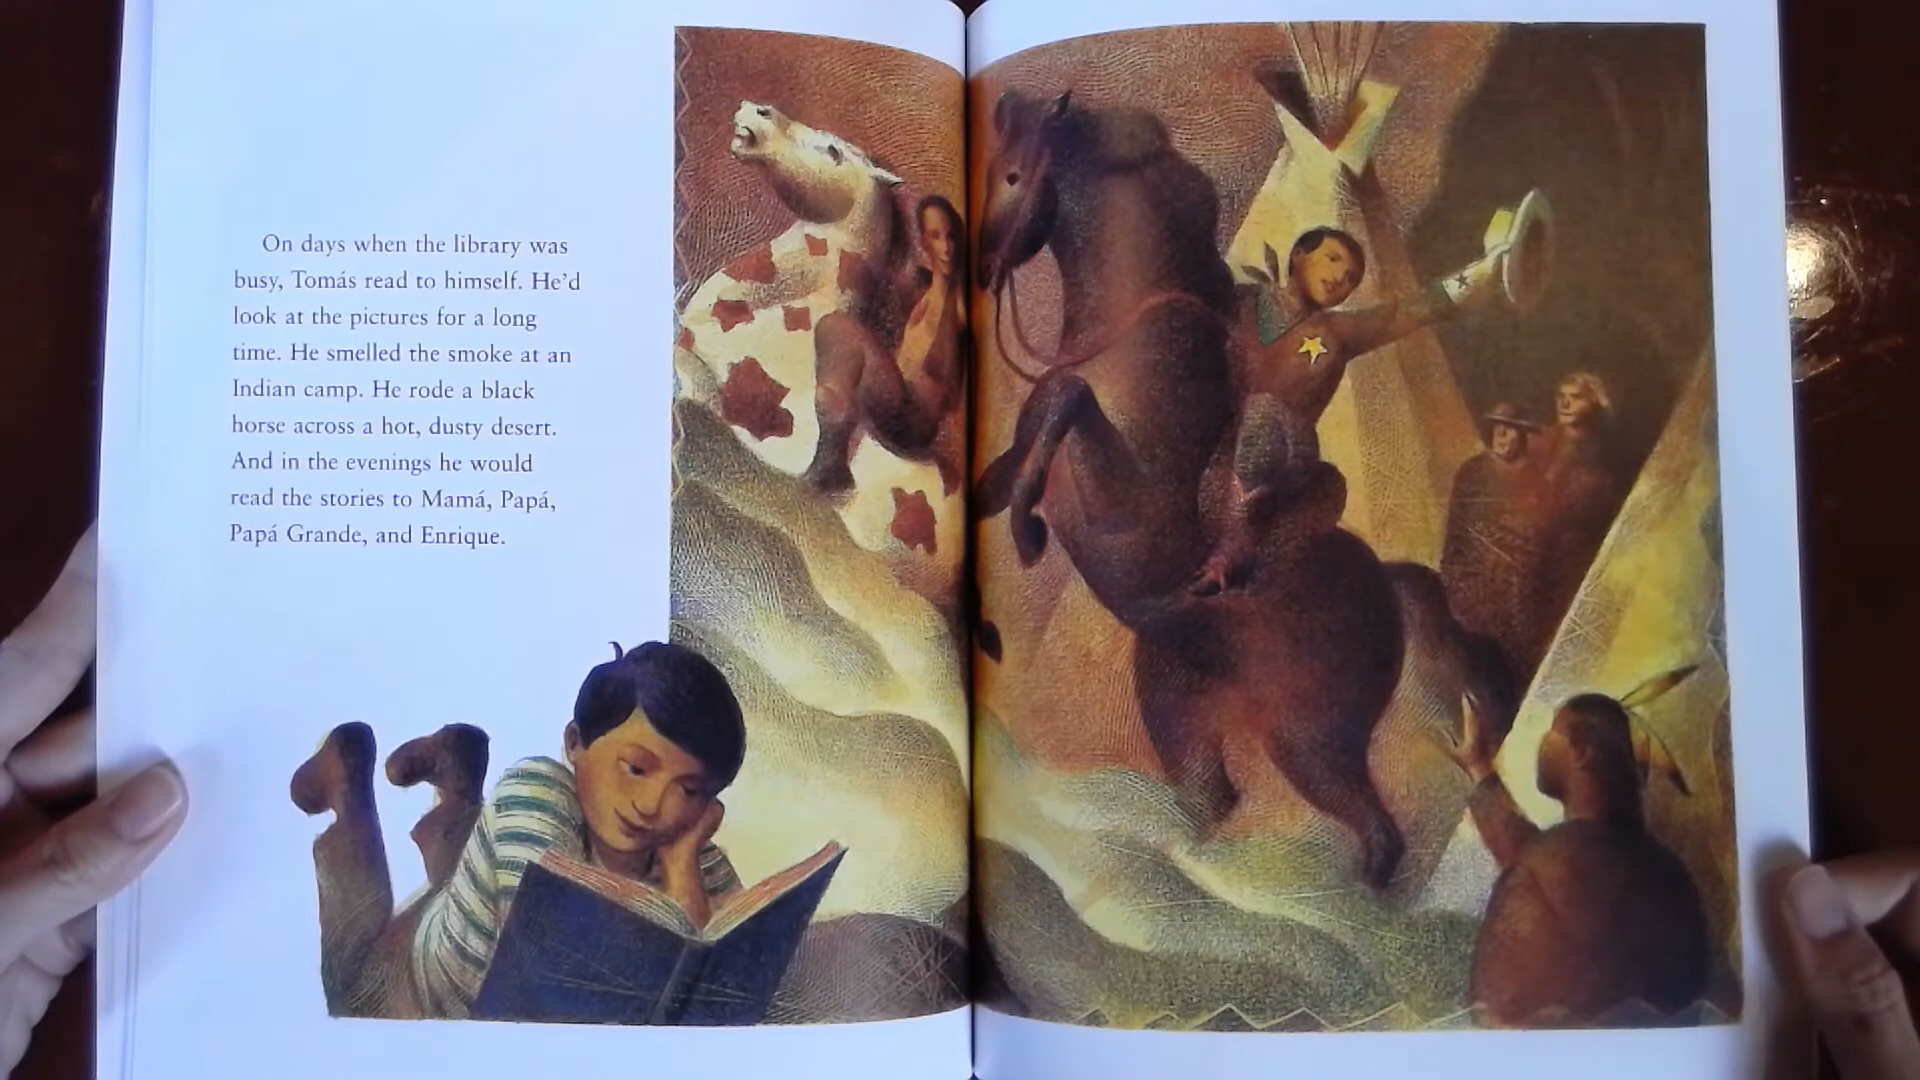 On days when the library was
busy, Tomás read to himself. He’d
look at the pictures for a long
time. He smelled the smoke at an
Indian camp. He rode a black
horse across a hot, dusty desert.
And in the evenings he would
read the stories to Mamá, Papá,
Papá Grande, and Enrique.